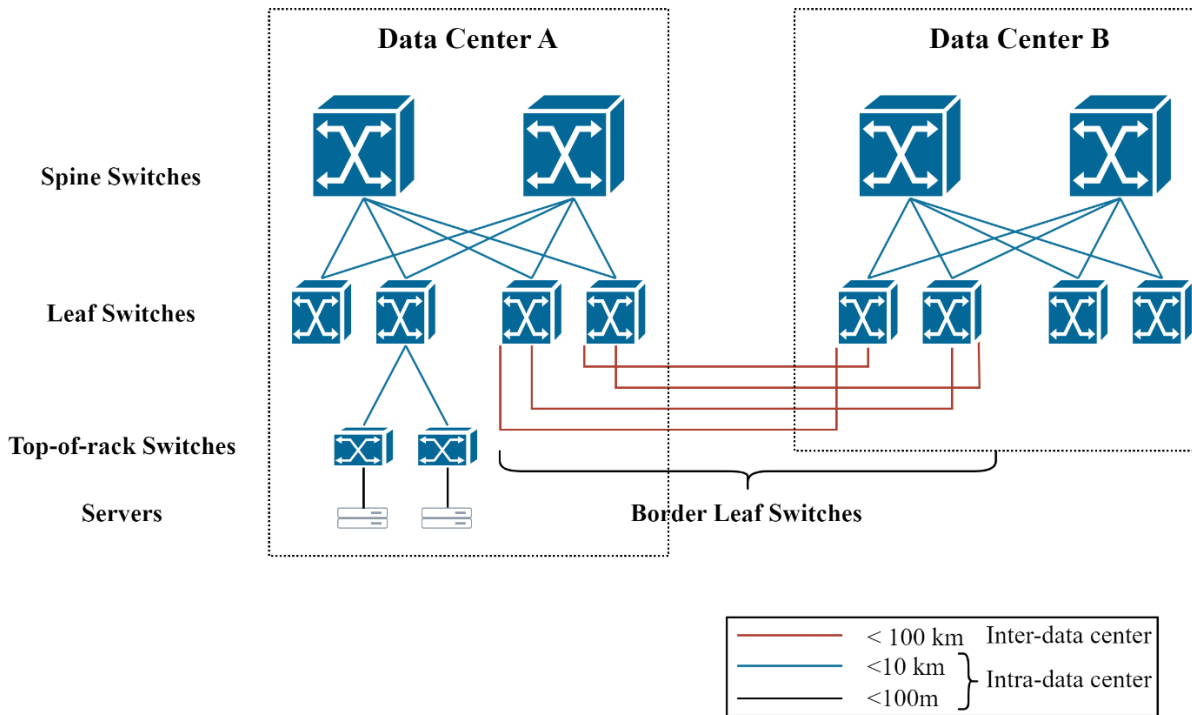 Data Center A
Data Center B
Spine Switches
Leaf Switches
Top-of-rack Switches
Servers
Border Leaf Switches
< 100 km Inter-data center
<10 km
Intra-data center
<100m